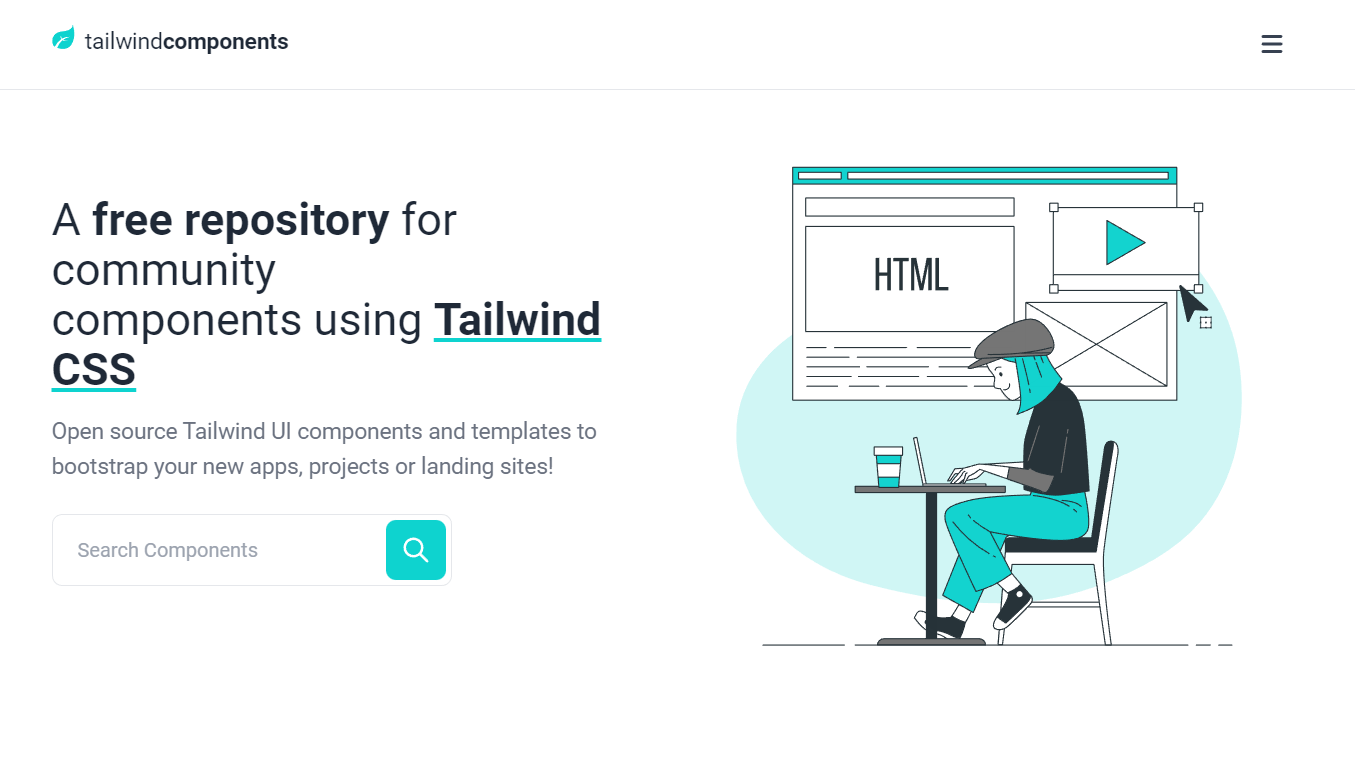 tailwindcomponents
A free repository for
community
components using Tailwind
CSS
Open source Tailwind UI components and templates to
bootstrap your new apps, projects or landing sites!
Search Components
HTML